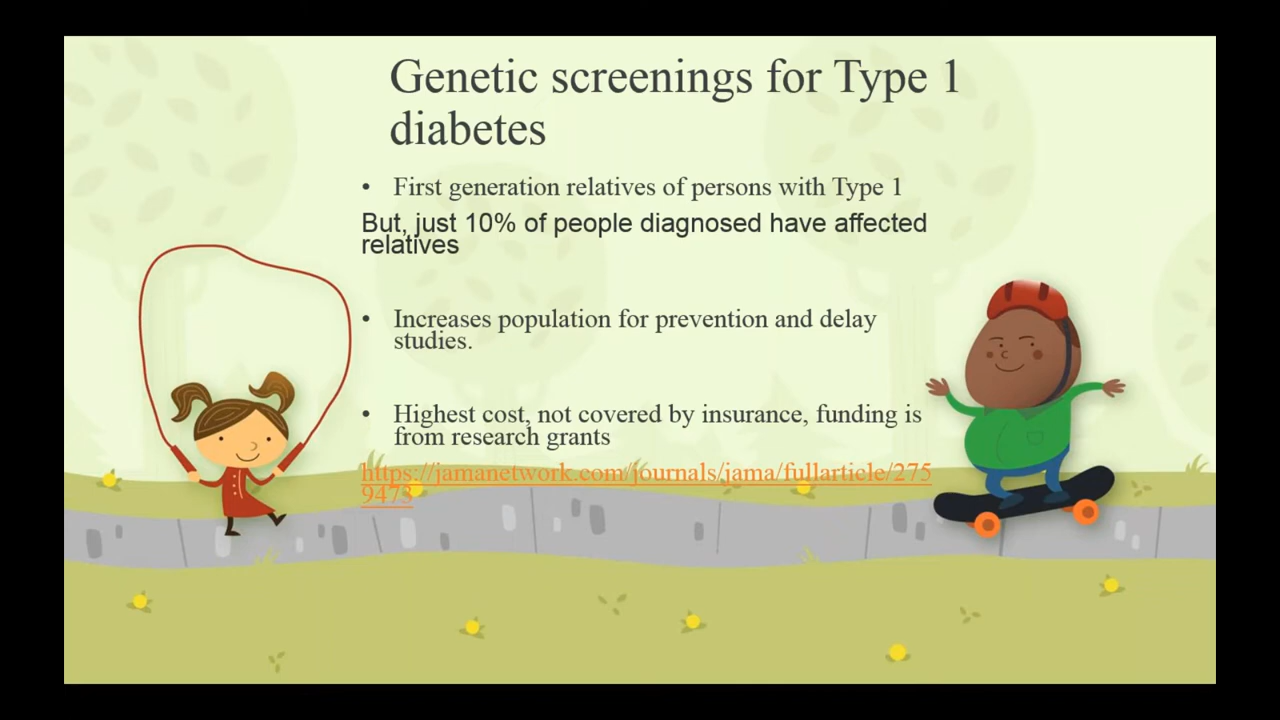 Genetic screenings for Type 1
diabetes
• First generation relatives of persons with Type 1
But, just 10% of people diagnosed have affected
relatives
• Increases population for prevention and delay
studies.
• Highest cost, not covered by insurance, funding is
from research grants
https://jamanetwork.com/journals/jama/fullarticle/275
9473